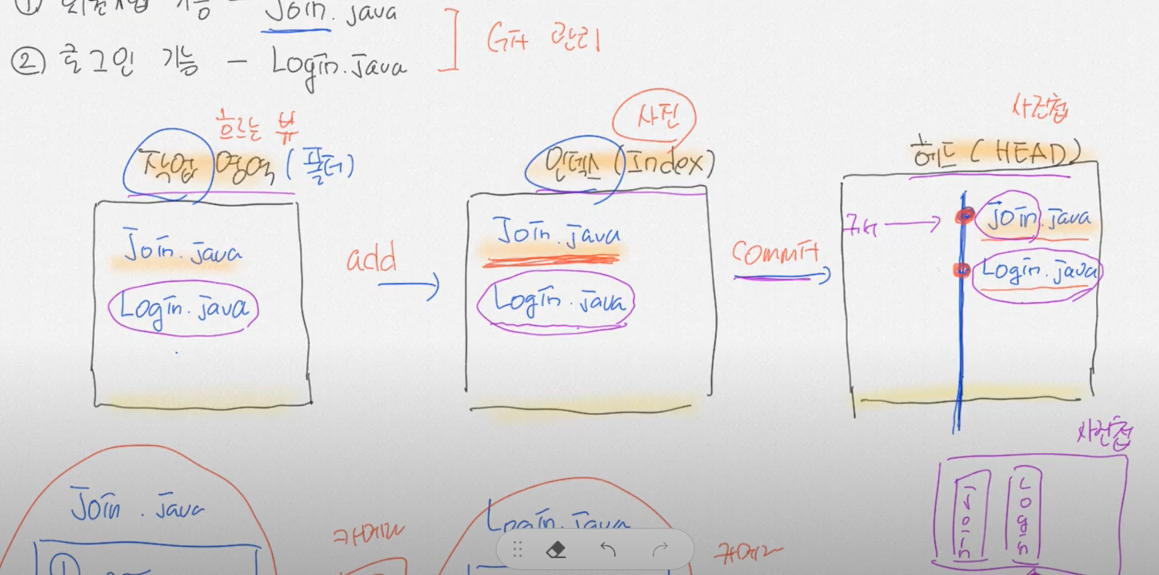 ① 회원가입 기능 - Join.java
② 로그인 기능 - Login.java
Git 관리
흐르는 뷰
작업 영역 (폴더)
사진
인덱스 (Index)
사진첩
헤드 (HEAD)
Join.java
Login.java
add
Join.java
Login.java
commit
Join.java
Login.java
사진첩
Join
Login
Join.java
카메라
Login.java
카메라
①